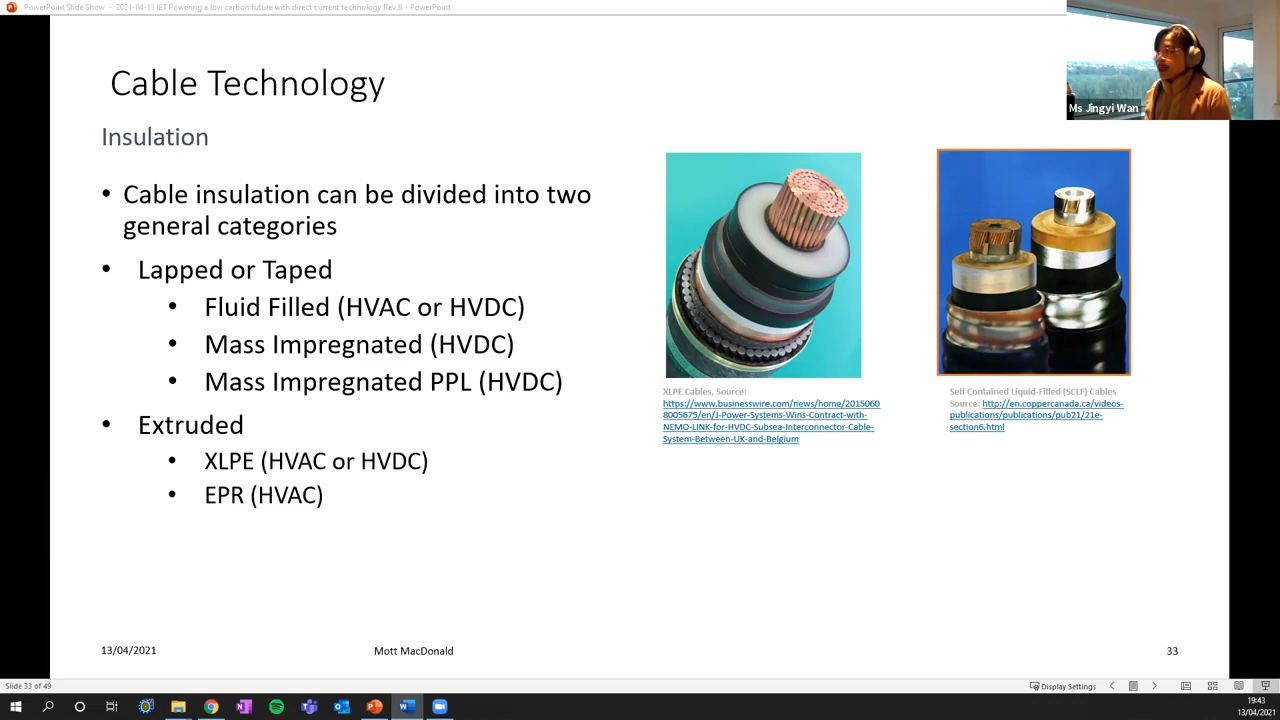 PowerPoint Slide Show - 2021-04-13 IET Powering a low carbon future with direct current technology Rev B - PowerPoint
Ms Jingyi Wan
Cable Technology
Insulation
• Cable insulation can be divided into two
general categories
• Lapped or Taped
• Fluid Filled (HVAC or HVDC)
• Mass Impregnated (HVDC)
• Mass Impregnated PPL (HVDC)
• Extruded
• XLPE (HVAC or HVDC)
• EPR (HVAC)
XLPE Cables, Source:
https://www.businesswire.com/news/home/2015060
8005675/en/J-Power-Systems-Wins-Contract-with-
NEMO-LINK-for-HVDC-Subsea-Interconnector-Cable-
System-Between-UK-and-Belgium
Self Contained Liquid-Filled (SCLF) Cables
Source: http://en.coppercanada.ca/videos-
publications/publications/pub21/21e-
section6.html
13/04/2021
Mott MacDonald
33
Slide 33 of 49
Display Settings
19:43
13/04/2021